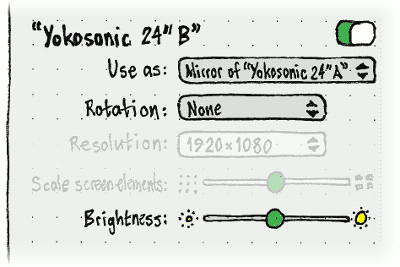 “Yokosonic 24” B”
Use as: Mirror of “Yokosonic 24” A”
Rotation: None
Resolution: 1920×1080
Scale screen elements:
Brightness: